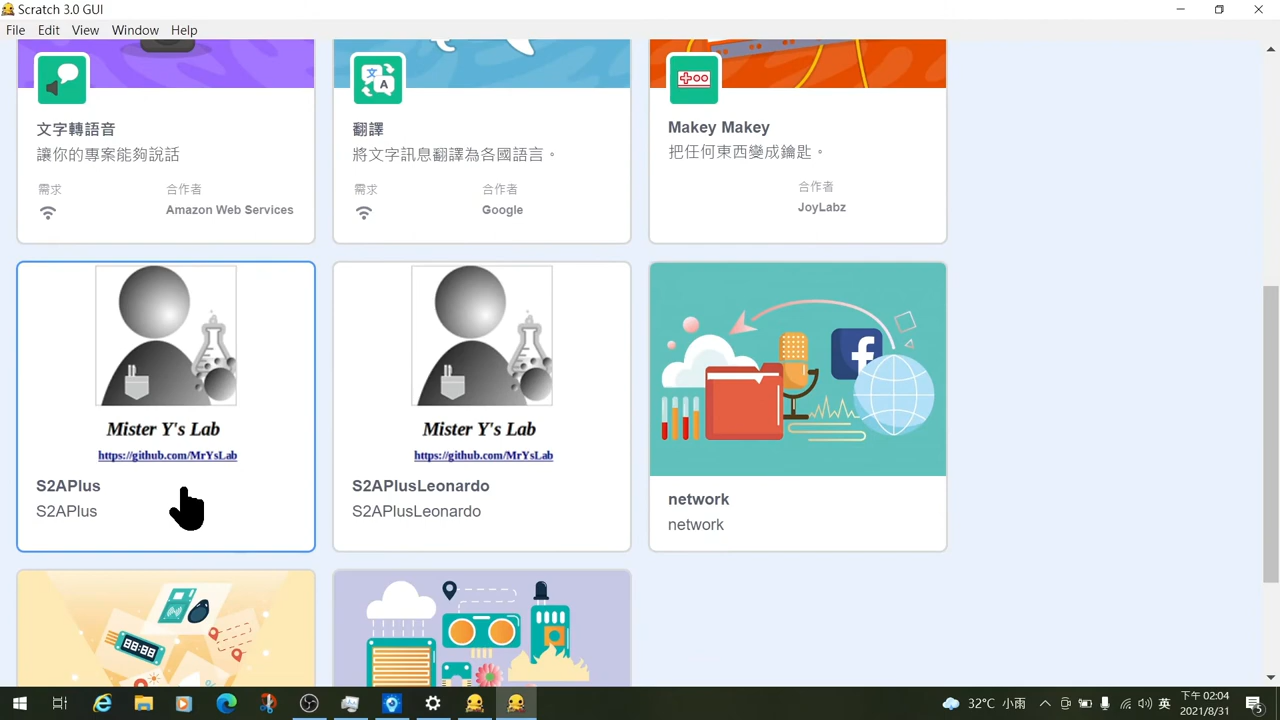 Scratch 3.0 GUI
File Edit View Window Help
文字轉語音
讓你的專案能夠說話
需求 合作者
Amazon Web Services
文 A
翻譯
將文字訊息翻譯為各國語言。
需求 合作者
Google
Makey Makey
把任何東西變成鑰匙。
合作者
JoyLabz
Mister Y's Lab
https://github.com/MrYsLab
S2APlus
S2APlus
Mister Y's Lab
https://github.com/MrYsLab
S2APlusLeonardo
S2APlusLeonardo
network
network
88:88
32°C 小雨
英
下午 02:04
2021/8/31
5